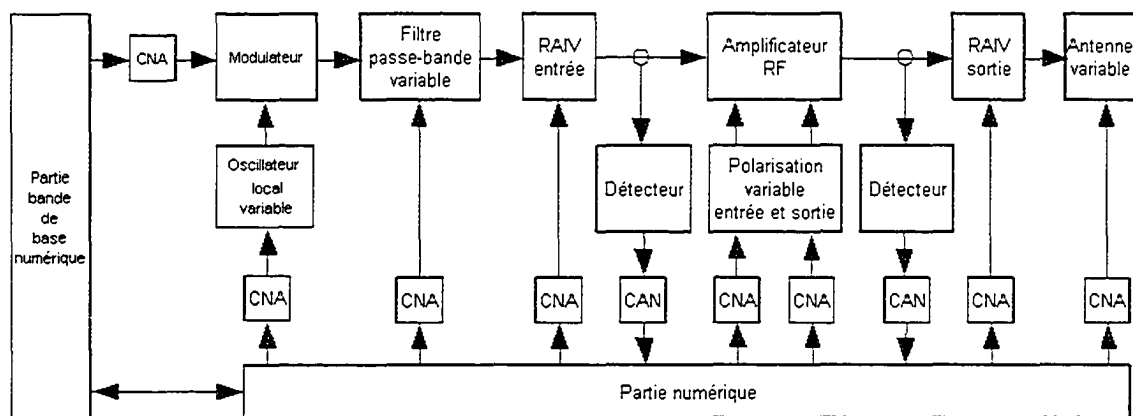 CNA
Modulateur
Filtre
passe-bande
variable
RAIV
entrée
Amplificateur
RF
RAIV
sortie
Antenne
variable
Partie
bande
de
base
numérique
Oscillateur
local
variable
Détecteur
Polarisation
variable
entrée et sortie
Détecteur
CNA
CNA
CNA
CAN
CNA
CNA
CAN
CNA
CNA
Partie numérique